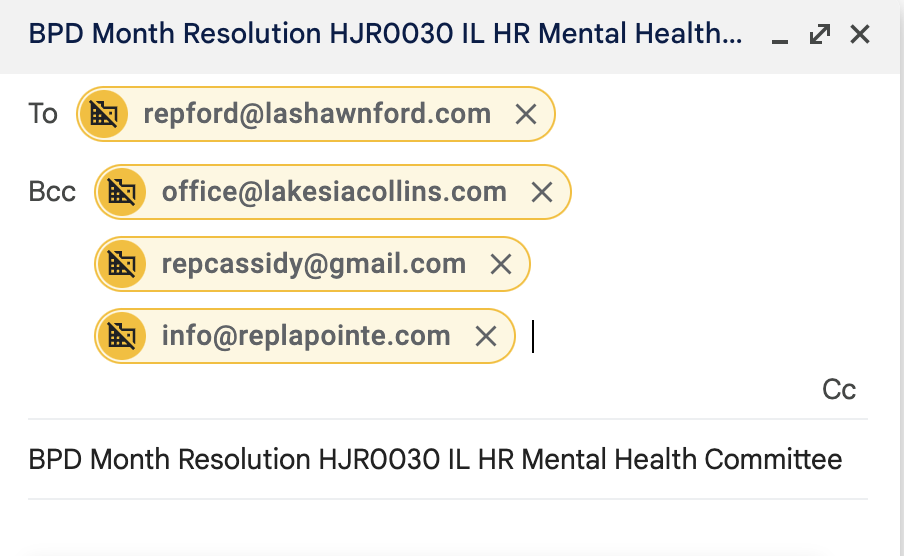 BPD Month Resolution HJR0030 IL HR Mental Health...
To repford@lashawnford.com
Bcc office@lakesiacollins.com
repcassidy@gmail.com
info@replapointe.com
Cc
BPD Month Resolution HJR0030 IL HR Mental Health Committee